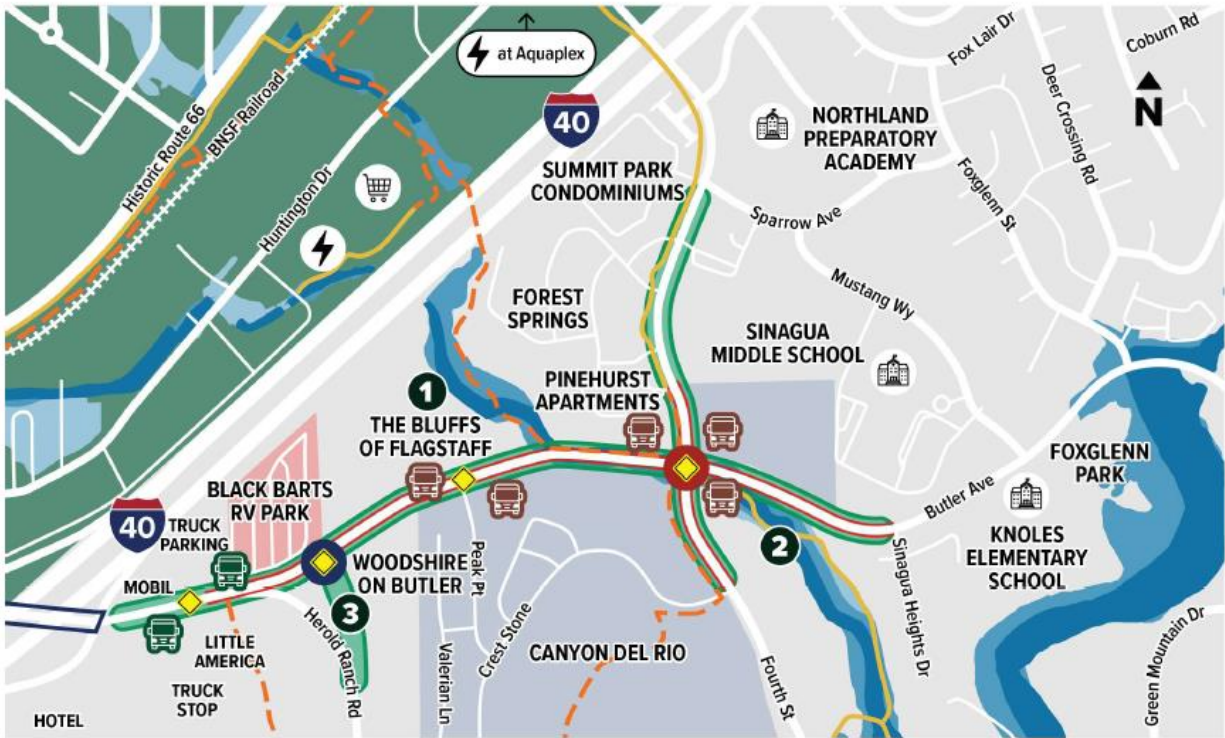 at Aquaplex
Fox Lair Dr
Coburn Rd
Historic Route 66
BNSF Railroad
Huntington Dr
40
N
NORTHLAND
PREPARATORY
ACADEMY
Deer Crossing Rd
SUMMIT PARK
CONDOMINIUMS
Foxglenn St
Sparrow Ave
Mustang Wy
FOREST
SPRINGS
SINAGUA
MIDDLE SCHOOL
1
PINEHURST
APARTMENTS
THE BLUFFS
OF FLAGSTAFF
FOXGLENN
PARK
BLACK BARTS
RV PARK
Butler Ave
40
TRUCK
PARKING
KNOLES
ELEMENTARY
SCHOOL
2
WOODSHIRE
ON BUTLER
Peak Pt
Sinagua Heights Dr
MOBIL
3
Herold Ranch Rd
Crest Stone
Valerian Ln
LITTLE
AMERICA
CANYON DEL RIO
Fourth St
Green Mountain Dr
TRUCK
STOP
HOTEL